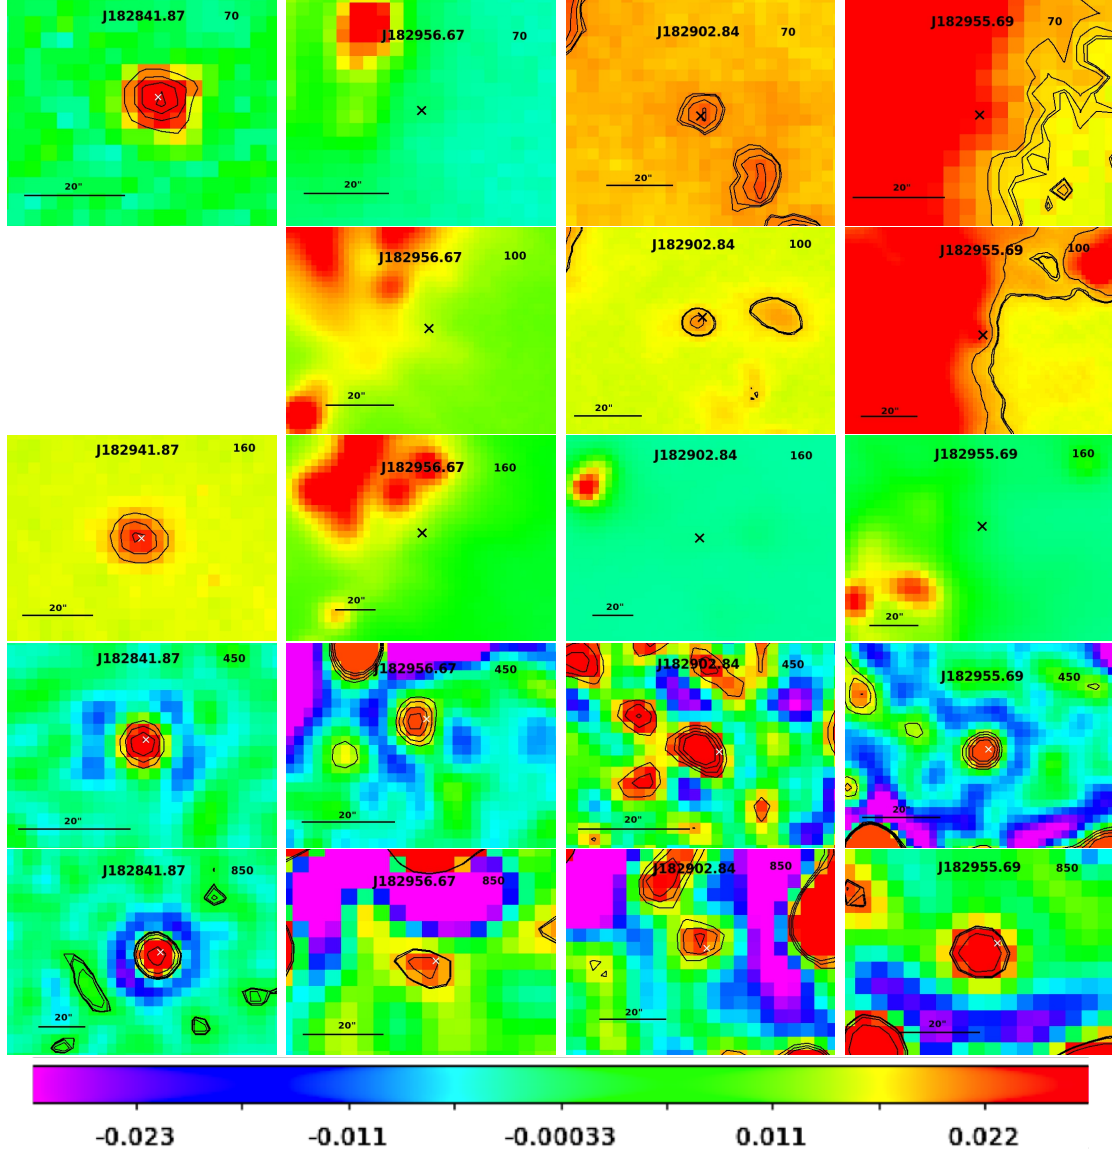 J182841.87 70
20"
J182956.67 70
20"
J182902.84 70
20"
J182955.69 70
20"
J182956.67 100
20"
J182902.84 100
20"
J182955.69 100
20"
J182941.87 160
20"
J182956.67 160
20"
J182902.84 160
20"
J182955.69 160
20"
J182841.87 450
20"
J182956.67 450
20"
J182902.84 450
20"
J182955.69 450
20"
J182841.87 850
20"
J182956.67 850
20"
J182902.84 850
20"
J182955.69 850
20"
-0.023 -0.011 -0.00033 0.011 0.022